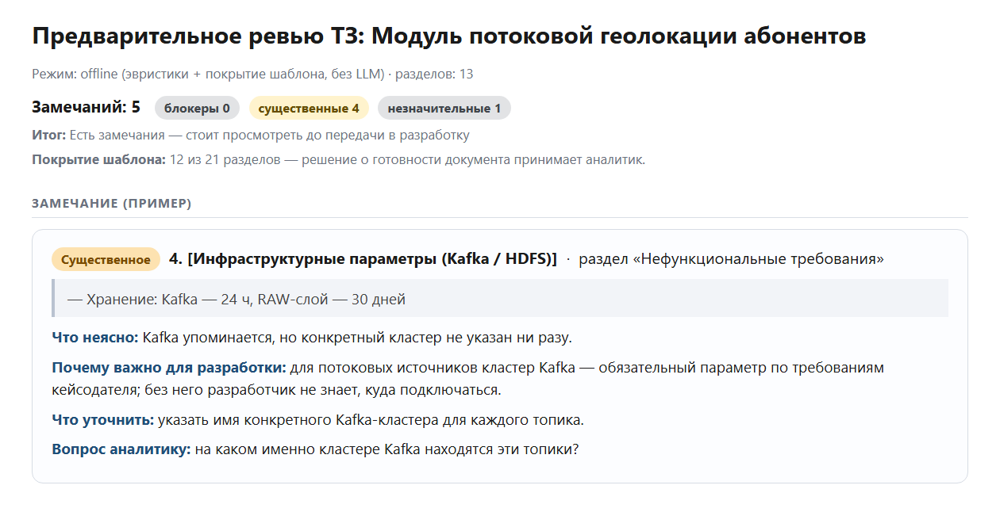 Предварительное ревью ТЗ: Модуль потоковой геолокации абонентов
Режим: offline (эвристики + покрытие шаблона, без LLM) · разделов: 13
Замечаний: 5 блокеры 0 существенные 4 незначительные 1
Итог: Есть замечания — стоит просмотреть до передачи в разработку
Покрытие шаблона: 12 из 21 разделов — решение о готовности документа принимает аналитик.
ЗАМЕЧАНИЕ (ПРИМЕР)
Существенное 4. [Инфраструктурные параметры (Kafka / HDFS)] · раздел «Нефункциональные требования»
— Хранение: Kafka — 24 ч, RAW-слой — 30 дней
Что неясно: Kafka упоминается, но конкретный кластер не указан ни разу.
Почему важно для разработки: для потоковых источников кластер Kafka — обязательный параметр по требованиям
кейсодателя; без него разработчик не знает, куда подключаться.
Что уточнить: указать имя конкретного Kafka-кластера для каждого топика.
Вопрос аналитику: на каком именно кластере Kafka находятся эти топики?